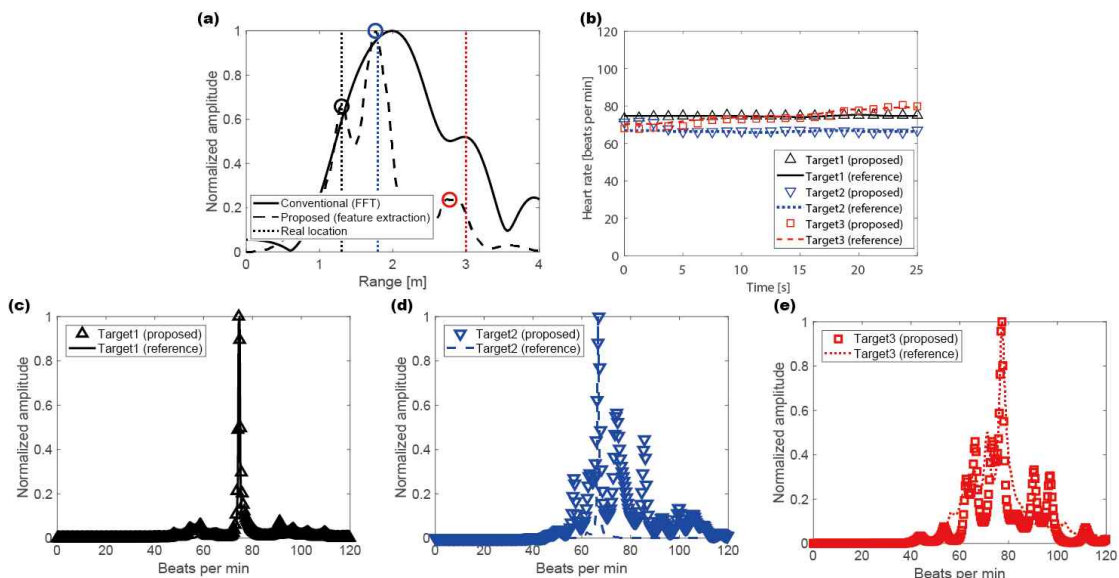 (a)
Normalized amplitude
1
0.8
0.6
0.4
0.2
0
Conventional (FFT)
Proposed (feature extraction)
Real location
0 1 2 3 4
Range [m]
(b)
Heart rate [beats per min]
120
100
80
60
40
20
0
Target1 (proposed)
Target1 (reference)
Target2 (proposed)
Target2 (reference)
Target3 (proposed)
Target3 (reference)
0 5 10 15 20 25
Time [s]
(c)
Normalized amplitude
1
0.8
0.6
0.4
0.2
0
Target1 (proposed)
Target1 (reference)
0 20 40 60 80 100 120
Beats per min
(d)
Normalized amplitude
1
0.8
0.6
0.4
0.2
0
Target2 (proposed)
Target2 (reference)
0 20 40 60 80 100 120
Beats per min
(e)
Normalized amplitude
1
0.8
0.6
0.4
0.2
0
Target3 (proposed)
Target3 (reference)
0 20 40 60 80 100 120
Beats per min